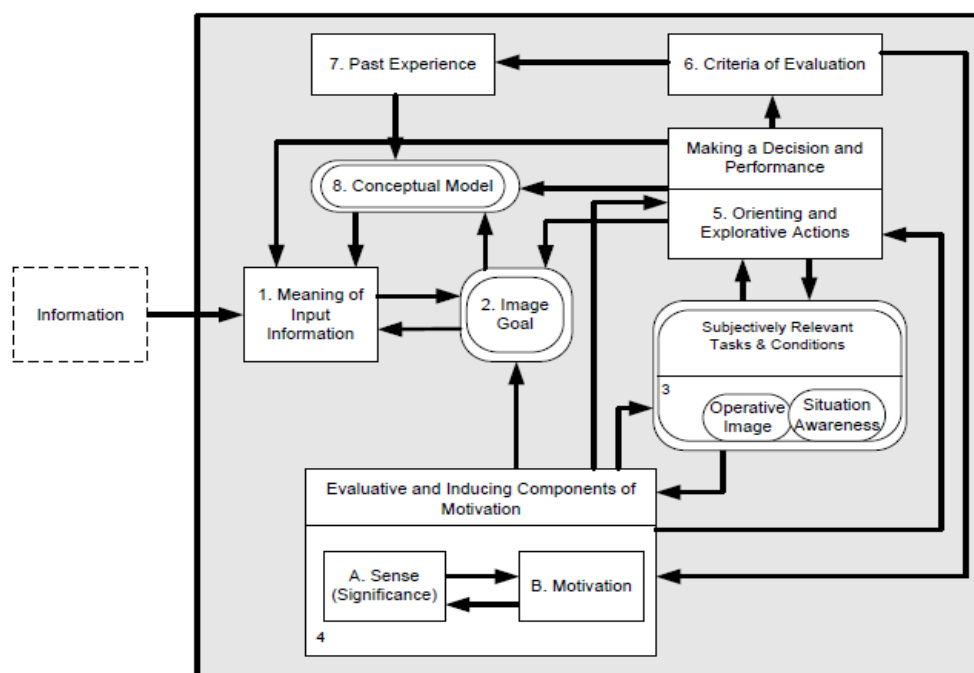 7. Past Experience
6. Criteria of Evaluation
Making a Decision and
Performance
8. Conceptual Model
5. Orienting and
Explorative Actions
Information
1. Meaning of
Input
Information
2. Image
Goal
Subjectively Relevant
Tasks & Conditions
3
Operative
Image
Situation
Awareness
Evaluative and Inducing Components of
Motivation
A. Sense
(Significance)
B. Motivation
4